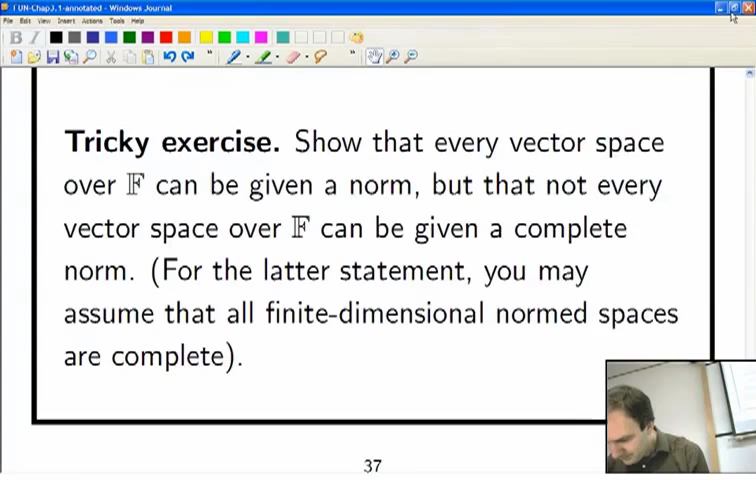 FUN-Chap3.1-annotated - Windows Journal
File Edit View Insert Actions Tools Help
B I
Tricky exercise. Show that every vector space
over 𝔽 can be given a norm, but that not every
vector space over 𝔽 can be given a complete
norm. (For the latter statement, you may
assume that all finite-dimensional normed spaces
are complete).
37